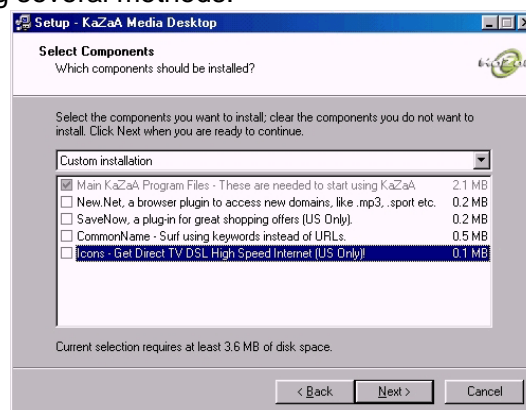 g several methods.
Setup - KaZaA Media Desktop
Select Components
Which components should be installed?
Select the components you want to install; clear the components you do not want to
install. Click Next when you are ready to continue.
Custom installation
Main KaZaA Program Files - These are needed to start using KaZaA 2.1 MB
New.Net, a browser plugin to access new domains, like .mp3, .sport etc. 0.2 MB
SaveNow, a plug-in for great shopping offers (US Only). 0.2 MB
CommonName - Surf using keywords instead of URLs. 0.5 MB
Icons - Get Direct TV DSL High Speed Internet (US Only)! 0.1 MB
Current selection requires at least 3.6 MB of disk space.
< Back
Next >
Cancel